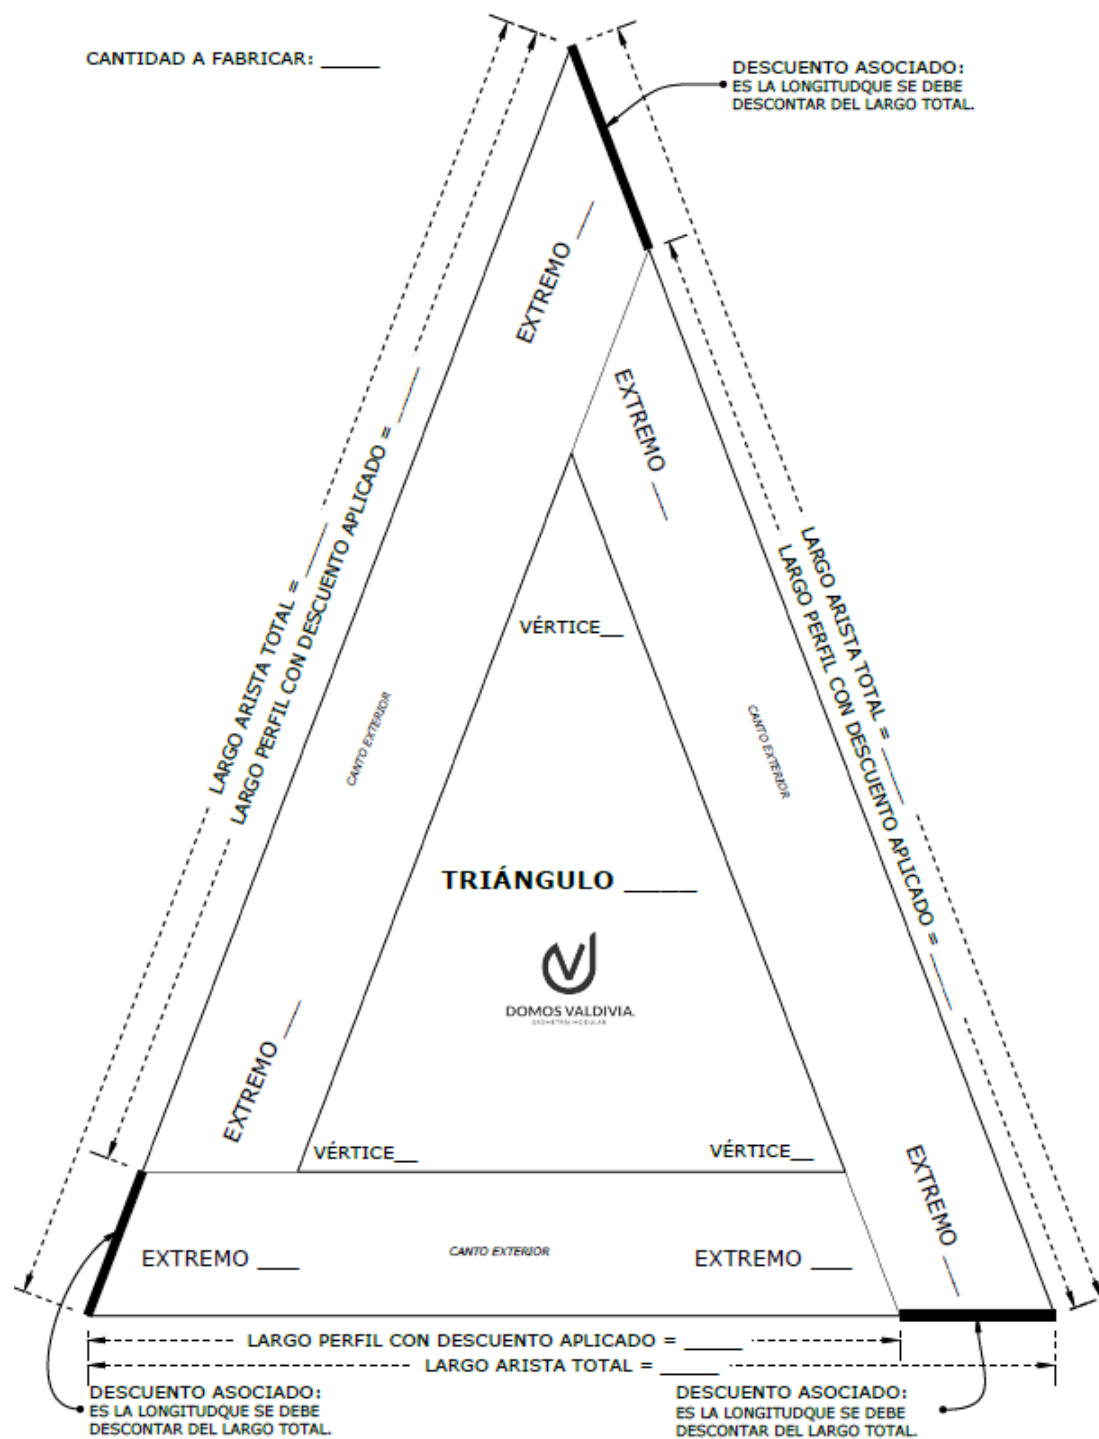 CANTIDAD A FABRICAR: _____
DESCUENTO ASOCIADO:
ES LA LONGITUDQUE SE DEBE
DESCONTAR DEL LARGO TOTAL.
EXTREMO ___
EXTREMO ___
LARGO ARISTA TOTAL = _____
LARGO PERFIL CON DESCUENTO APLICADO = _____
LARGO ARISTA TOTAL = _____
LARGO PERFIL CON DESCUENTO APLICADO = _____
VÉRTICE__
CANTO EXTERIOR
CANTO EXTERIOR
TRIÁNGULO ____
DOMOS VALDIVIA.
GEOMETRÍA MODULAR
EXTREMO ___
EXTREMO ___
VÉRTICE__
VÉRTICE__
EXTREMO ___
CANTO EXTERIOR
EXTREMO ___
LARGO PERFIL CON DESCUENTO APLICADO = _____
LARGO ARISTA TOTAL = _____
DESCUENTO ASOCIADO:
ES LA LONGITUDQUE SE DEBE
DESCONTAR DEL LARGO TOTAL.
DESCUENTO ASOCIADO:
ES LA LONGITUDQUE SE DEBE
DESCONTAR DEL LARGO TOTAL.